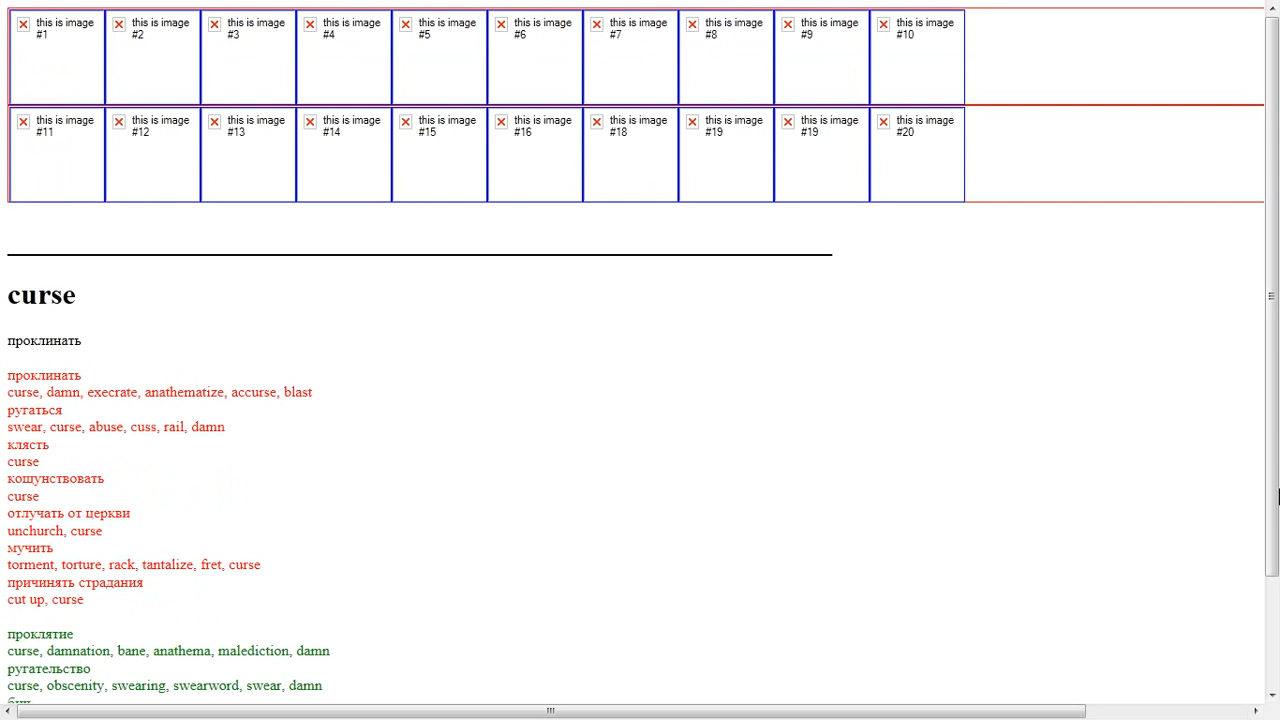 this is image #1 this is image #2 this is image #3 this is image #4 this is image #5 this is image #6 this is image #7 this is image #8 this is image #9 this is image #10
this is image #11 this is image #12 this is image #13 this is image #14 this is image #15 this is image #16 this is image #18 this is image #19 this is image #19 this is image #20
curse
проклинать
проклинать
curse, damn, execrate, anathematize, accurse, blast
ругаться
swear, curse, abuse, cuss, rail, damn
клясть
curse
кощунствовать
curse
отлучать от церкви
unchurch, curse
мучить
torment, torture, rack, tantalize, fret, curse
причинять страдания
cut up, curse
проклятие
curse, damnation, bane, anathema, malediction, damn
ругательство
curse, obscenity, swearing, swearword, swear, damn